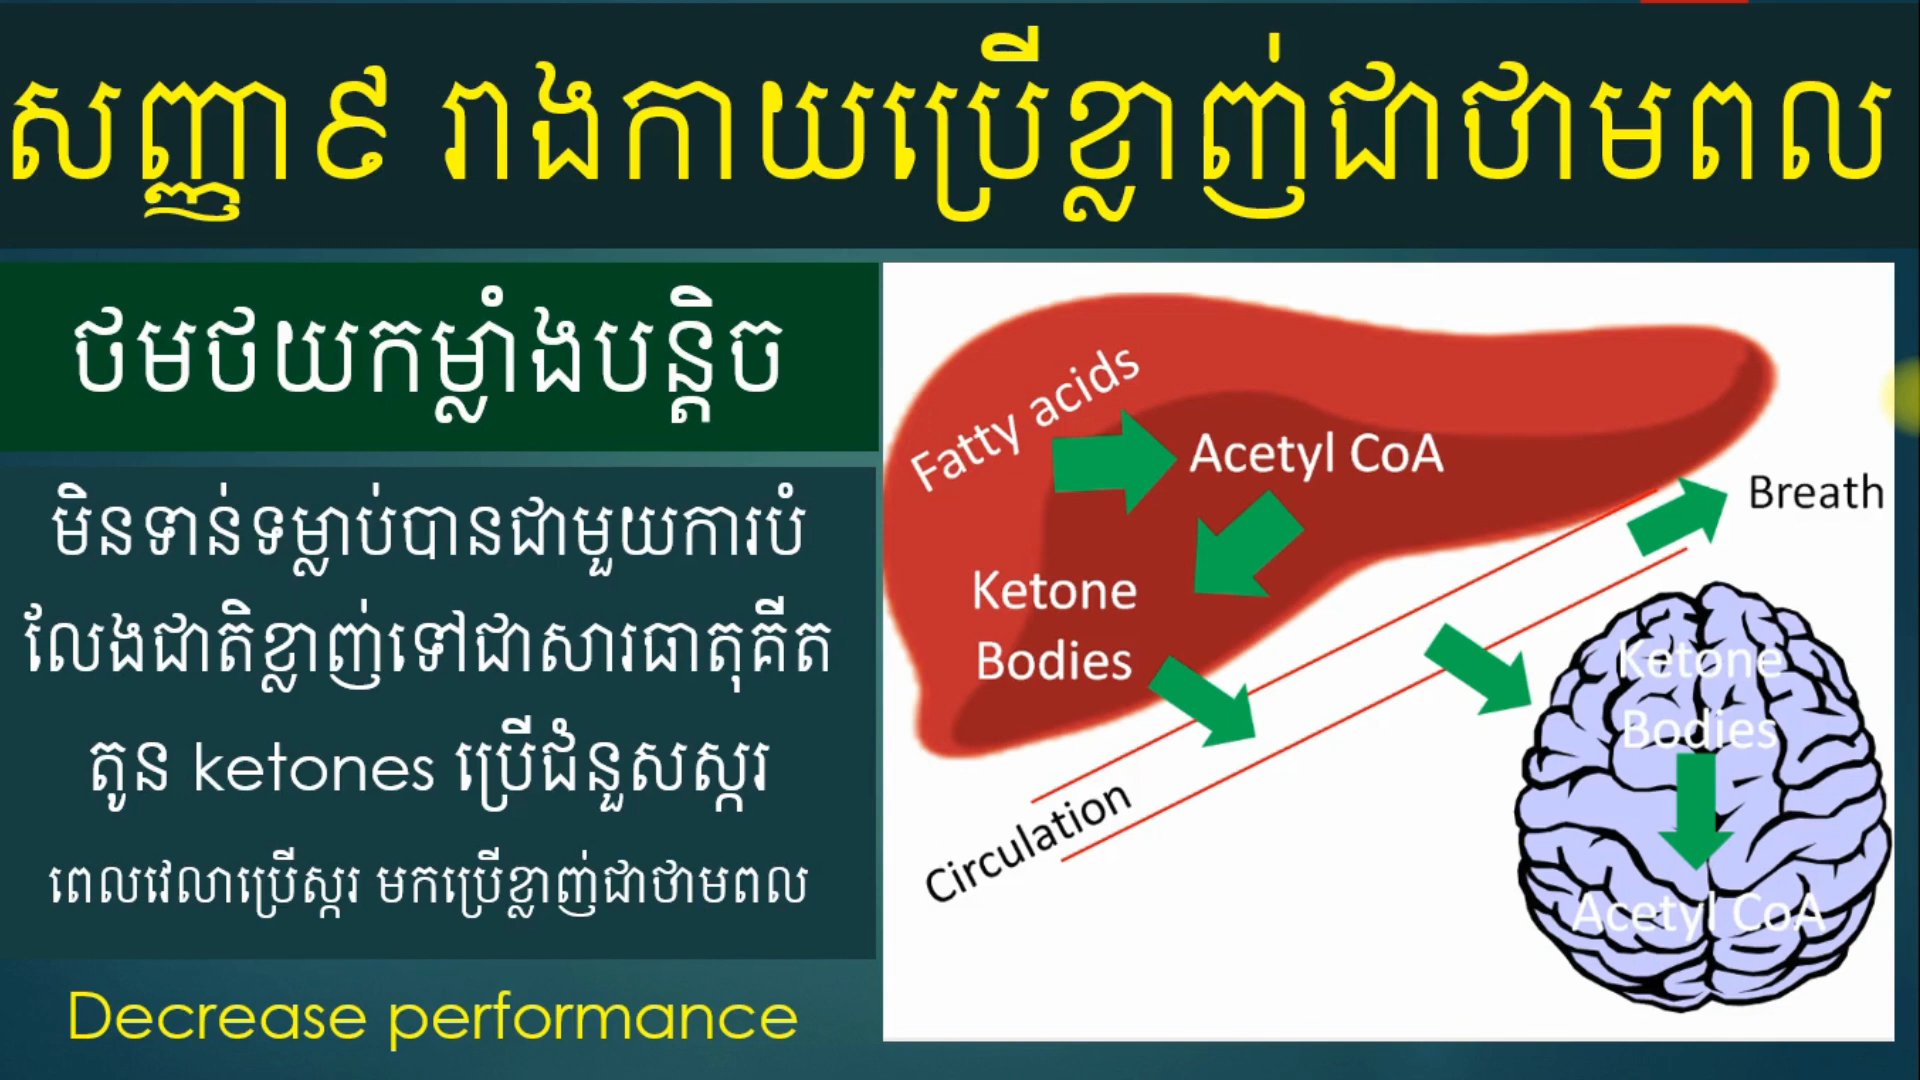 សញ្ញា៩ រាងកាយប្រើខ្លាញ់ជាថាមពល
ថមថយកម្លាំងបន្តិច
មិនទាន់ទម្លាប់បានជាមួយការបំ
លែងជាតិខ្លាញ់ទៅជាសារធាតុគីត
តូន ketones ប្រើជំនួសស្ករ
ពេលវេលាប្រើស្ករ មកប្រើខ្លាញ់ជាថាមពល
Decrease performance
Fatty acids
Acetyl CoA
Breath
Ketone
Bodies
Circulation
Ketone
Bodies
Acetyl CoA